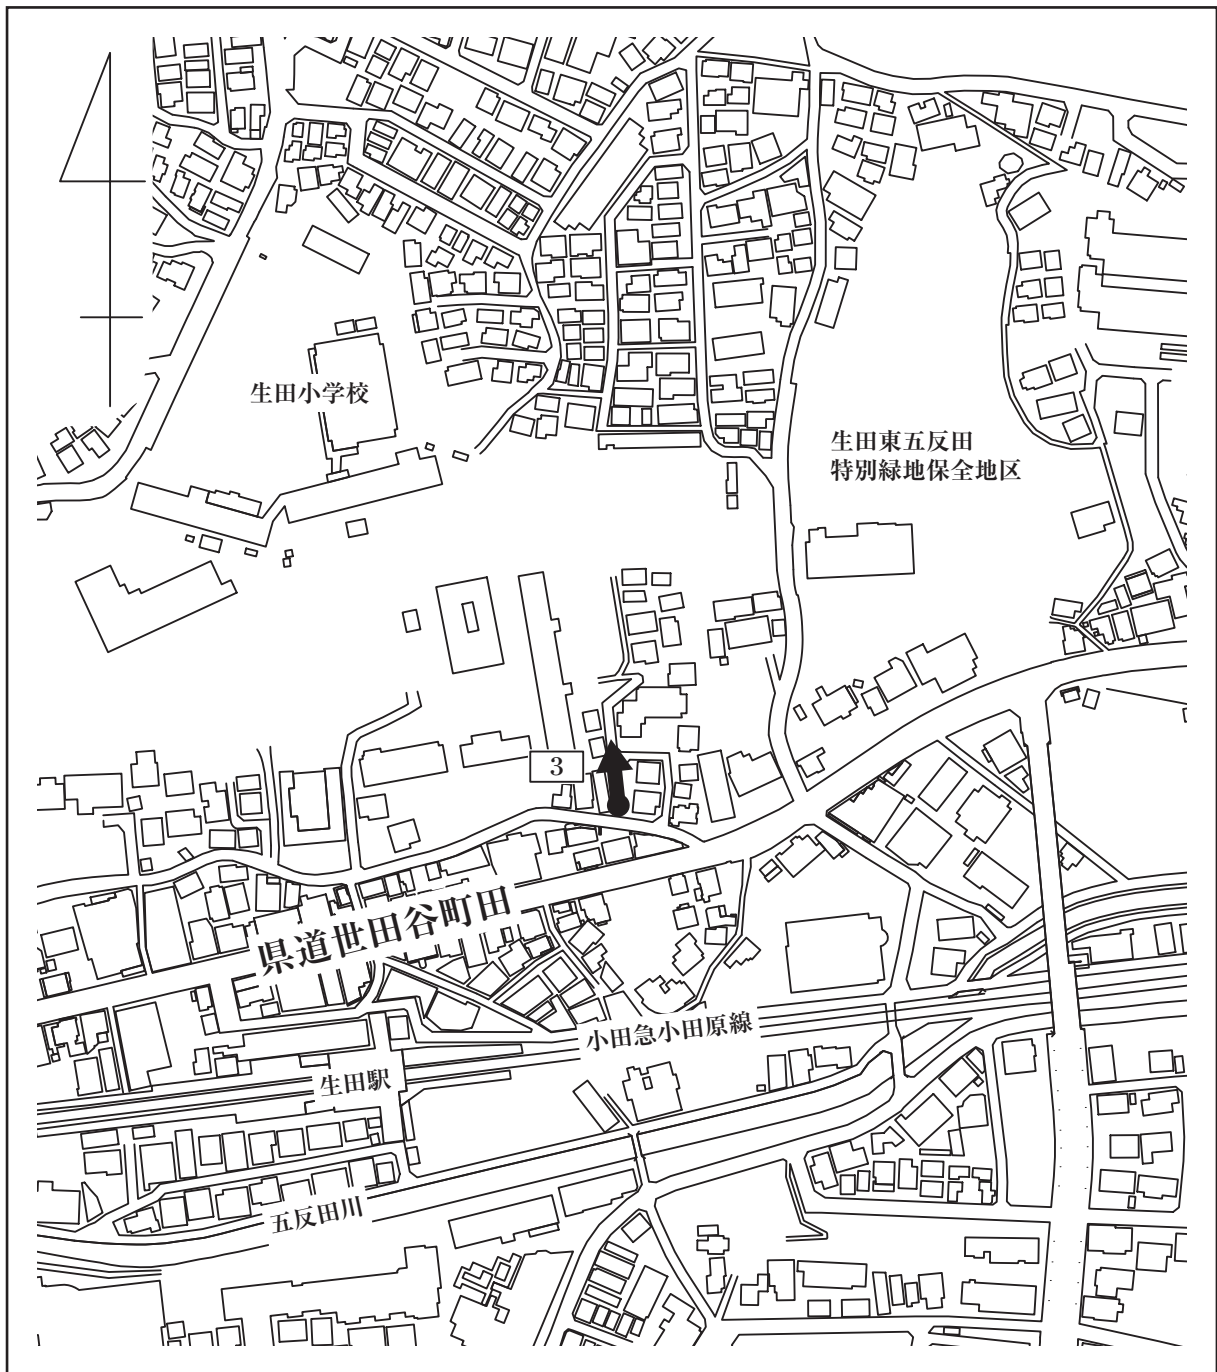 生田小学校
生田東五反田
特別緑地保全地区
3
県道世田谷町田
小田急小田原線
生田駅
五反田川